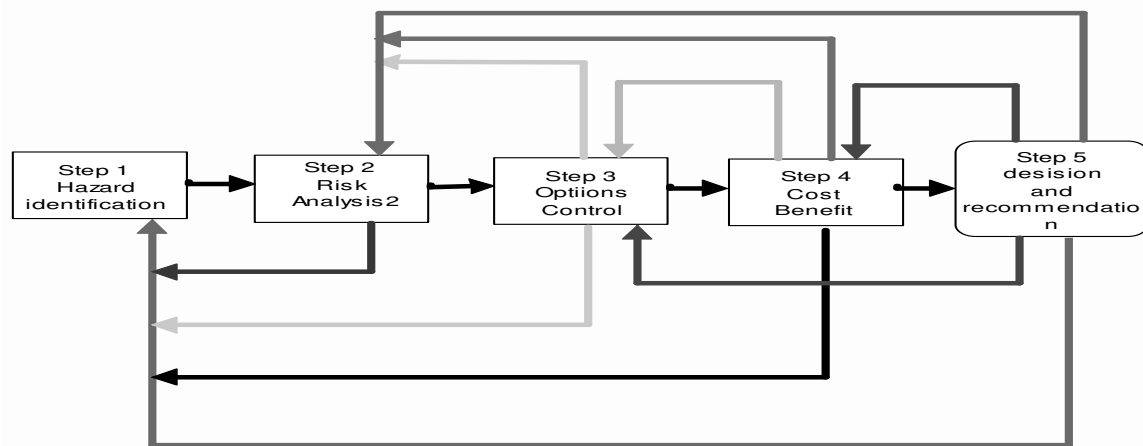 Step 1
Hazard
identification
Step 2
Risk
Analysis2
Step 3
Optiions
Control
Step 4
Cost
Benefit
Step 5
desision
and
recommendatio
n